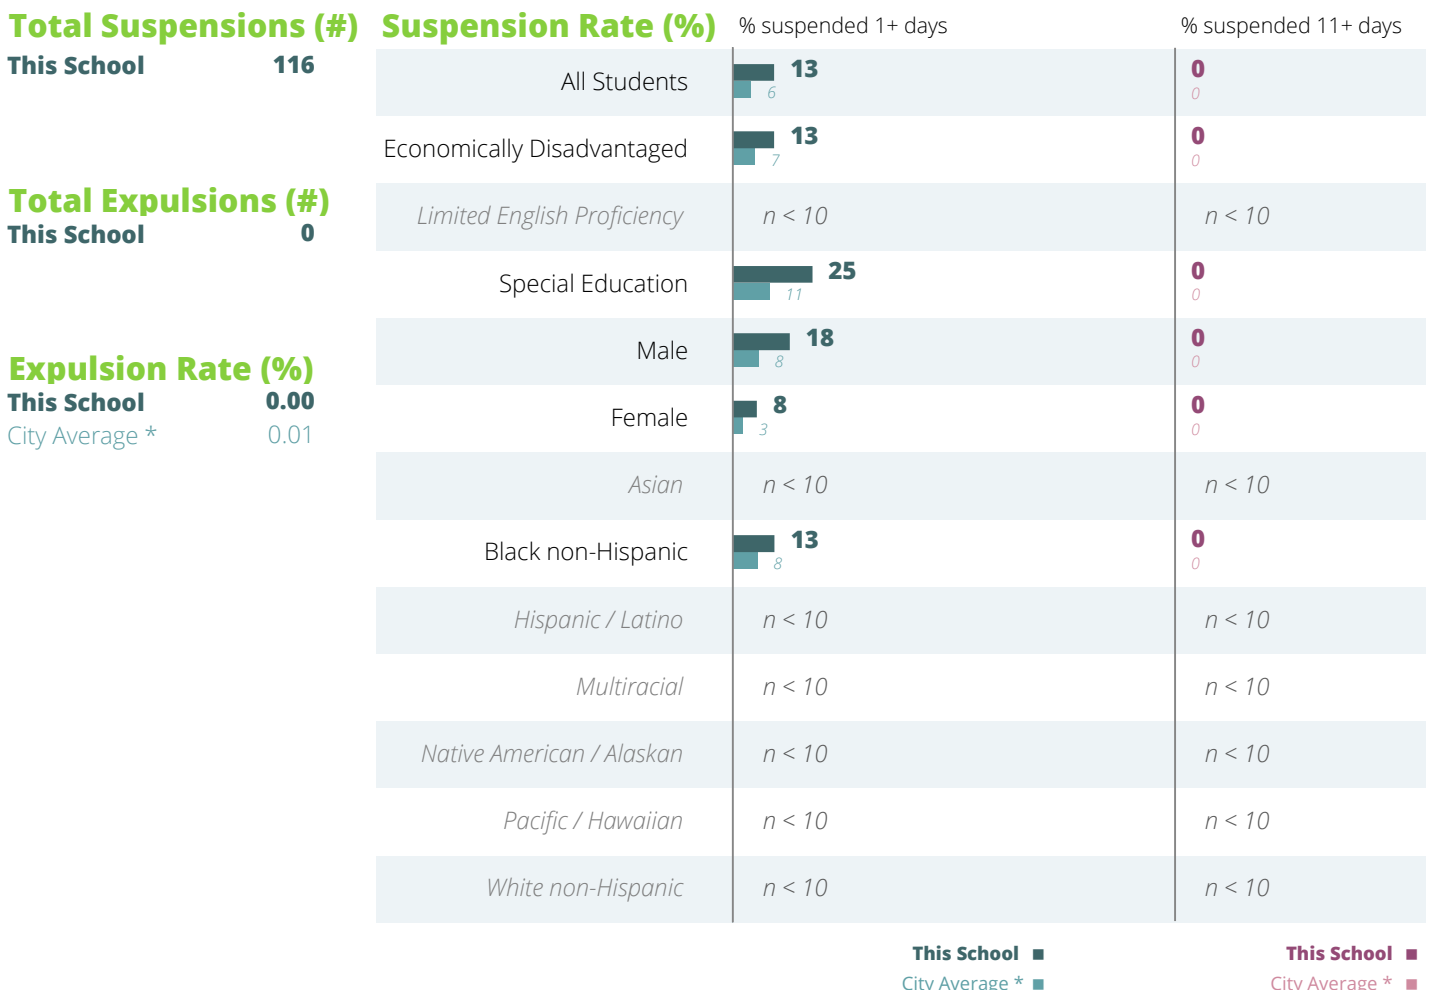 Total Suspensions (#)
This School 116
Total Expulsions (#)
This School 0
Expulsion Rate (%)
This School 0.00
City Average * 0.01
Suspension Rate (%) % suspended 1+ days % suspended 11+ days
All Students 13 0
6 0
Economically Disadvantaged 13 0
7 0
Limited English Proficiency n < 10 n < 10
Special Education 25 0
11 0
Male 18 0
8 0
Female 8 0
3 0
Asian n < 10 n < 10
Black non-Hispanic 13 0
8 0
Hispanic / Latino n < 10 n < 10
Multiracial n < 10 n < 10
Native American / Alaskan n < 10 n < 10
Pacific / Hawaiian n < 10 n < 10
White non-Hispanic n < 10 n < 10
This School This School
City Average * City Average *